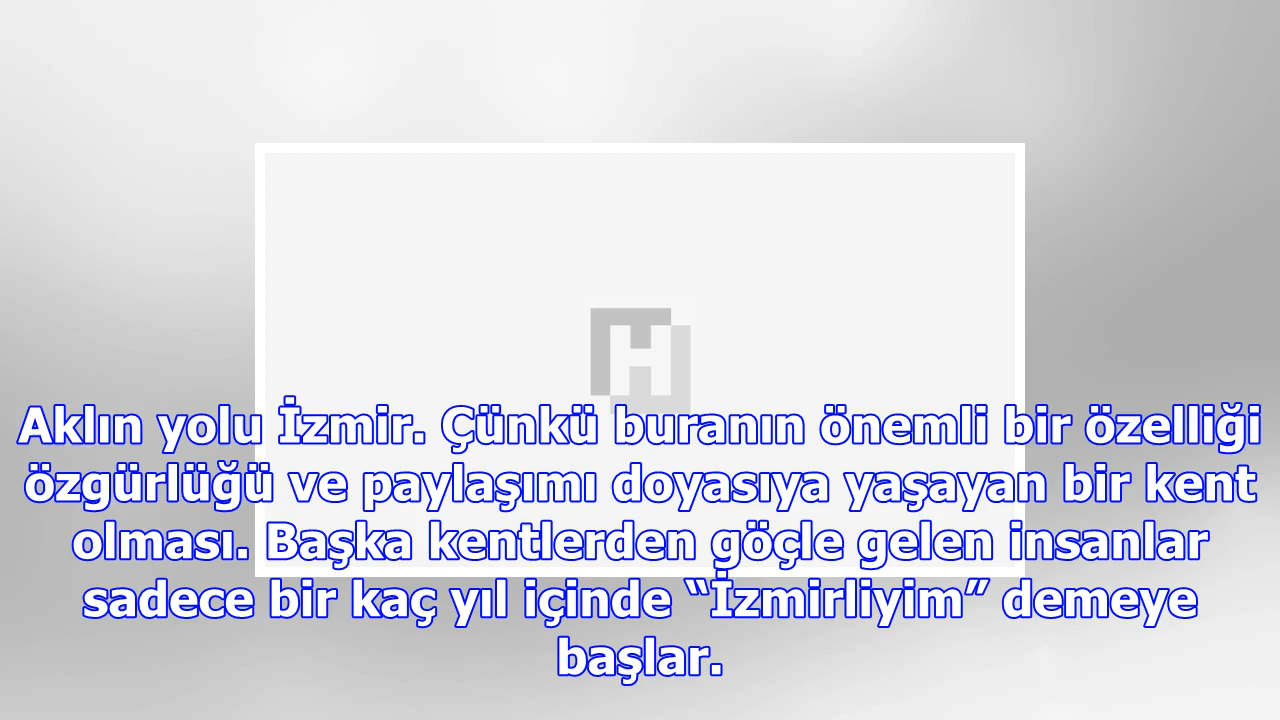 H
Aklın yolu İzmir. Çünkü buranın önemli bir özelliği
özgürlüğü ve paylaşımı doyasıya yaşayan bir kent
olması. Başka kentlerden göçle gelen insanlar
sadece bir kaç yıl içinde “İzmirliyim” demeye
başlar.